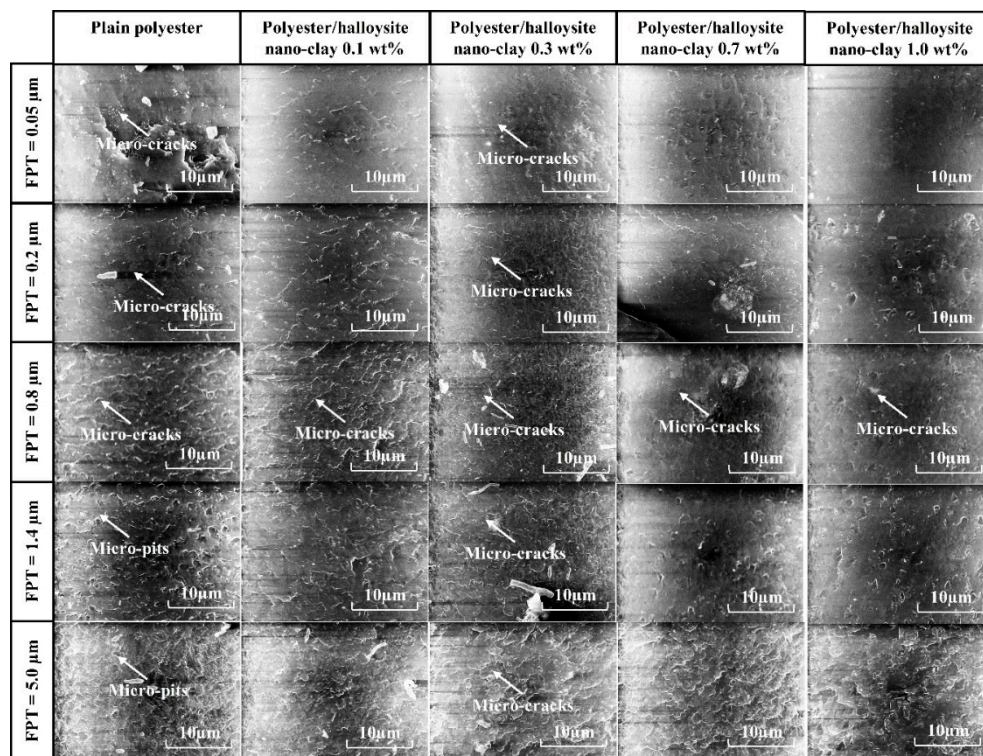 Plain polyester
Polyester/halloysite
nano-clay 0.1 wt%
Polyester/halloysite
nano-clay 0.3 wt%
Polyester/halloysite
nano-clay 0.7 wt%
Polyester/halloysite
nano-clay 1.0 wt%
FPT = 0.05 µm
Micro-cracks
10µm
10µm
Micro-cracks
10µm
10µm
10µm
FPT = 0.2 µm
Micro-cracks
10µm
10µm
Micro-cracks
10µm
10µm
10µm
FPT = 0.8 µm
Micro-cracks
10µm
Micro-cracks
10µm
Micro-cracks
10µm
Micro-cracks
10µm
Micro-cracks
10µm
FPT = 1.4 µm
Micro-pits
10µm
10µm
Micro-cracks
10µm
10µm
10µm
FPT = 5.0 µm
Micro-pits
10µm
10µm
Micro-cracks
10µm
10µm
10µm